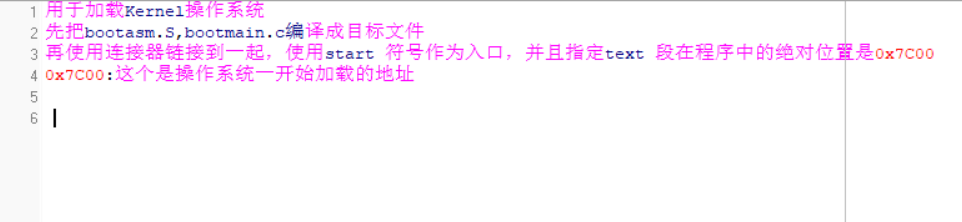 1 用于加载Kernel操作系统
2 先把bootasm.S,bootmain.c编译成目标文件
3 再使用连接器链接到一起，使用start 符号作为入口，并且指定text 段在程序中的绝对位置是0x7C00
4 0x7C00:这个是操作系统一开始加载的地址
5
6